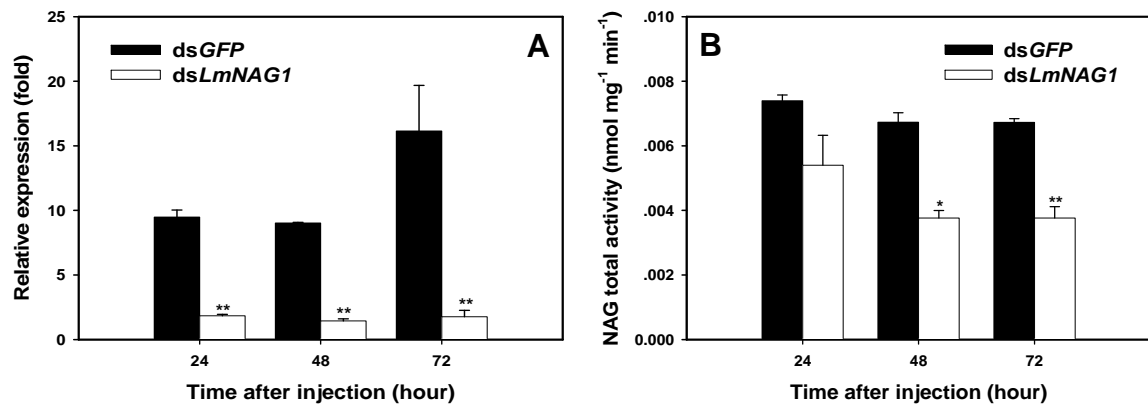 A
dsGFP
dsLmNAG1
Relative expression (fold)
25
20
15
10
5
0
**
**
**
24
48
72
Time after injection (hour)
B
dsGFP
dsLmNAG1
NAG total activity (nmol mg⁻¹ min⁻¹)
.010
.008
.006
.004
.002
.000
*
**
24
48
72
Time after injection (hour)